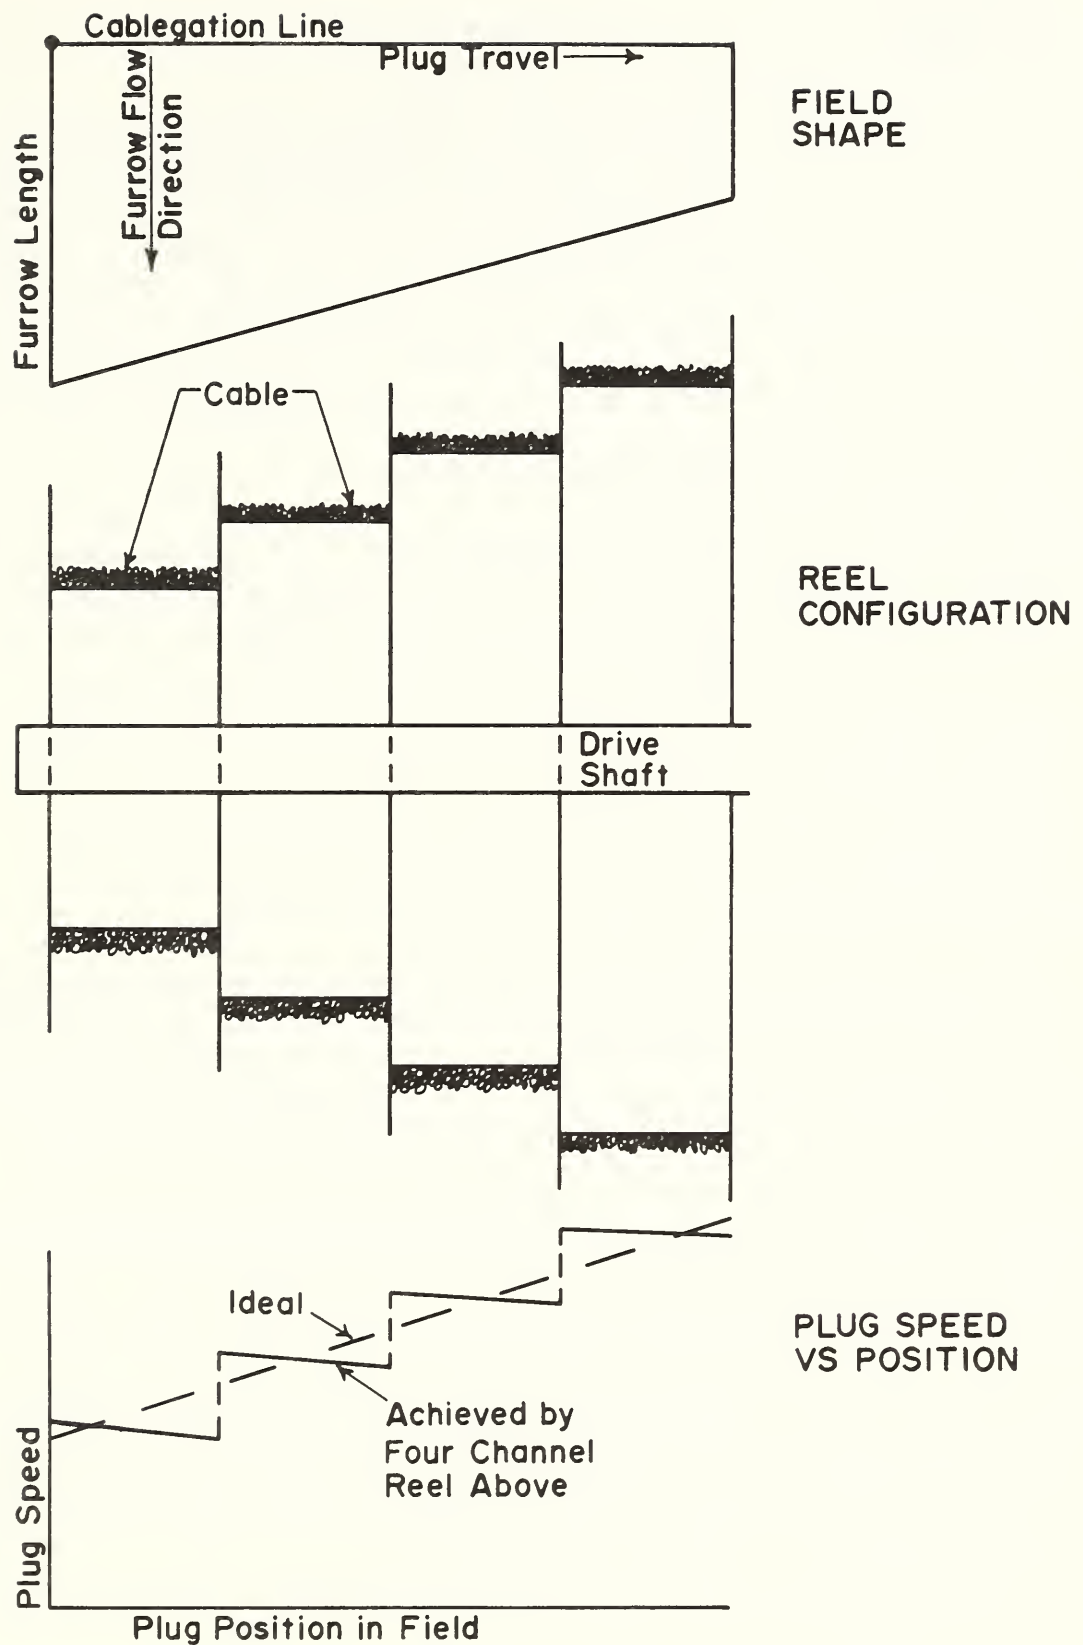 Cablegation Line
Plug Travel
Furrow Flow
Direction
Furrow Length
FIELD
SHAPE
Cable
REEL
CONFIGURATION
Drive
Shaft
Ideal
Achieved by
Four Channel
Reel Above
PLUG SPEED
VS POSITION
Plug Speed
Plug Position in Field